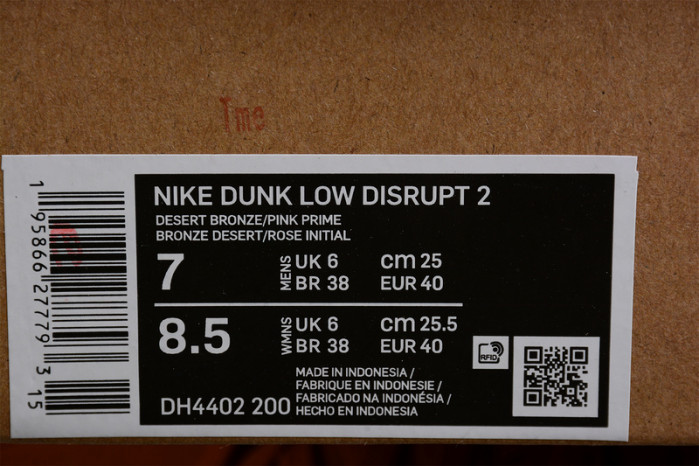 Tme
NIKE DUNK LOW DISRUPT 2
DESERT BRONZE/PINK PRIME
BRONZE DESERT/ROSE INITIAL
7 MENS UK 6 cm 25
BR 38 EUR 40
8.5 WMNS UK 6 cm 25.5
BR 38 EUR 40
MADE IN INDONESIA /
FABRIQUE EN INDONESIE /
FABRICADO NA INDONÉSIA /
DH4402 200 HECHO EN INDONESIA
RFID
1 95866 27779 3 15